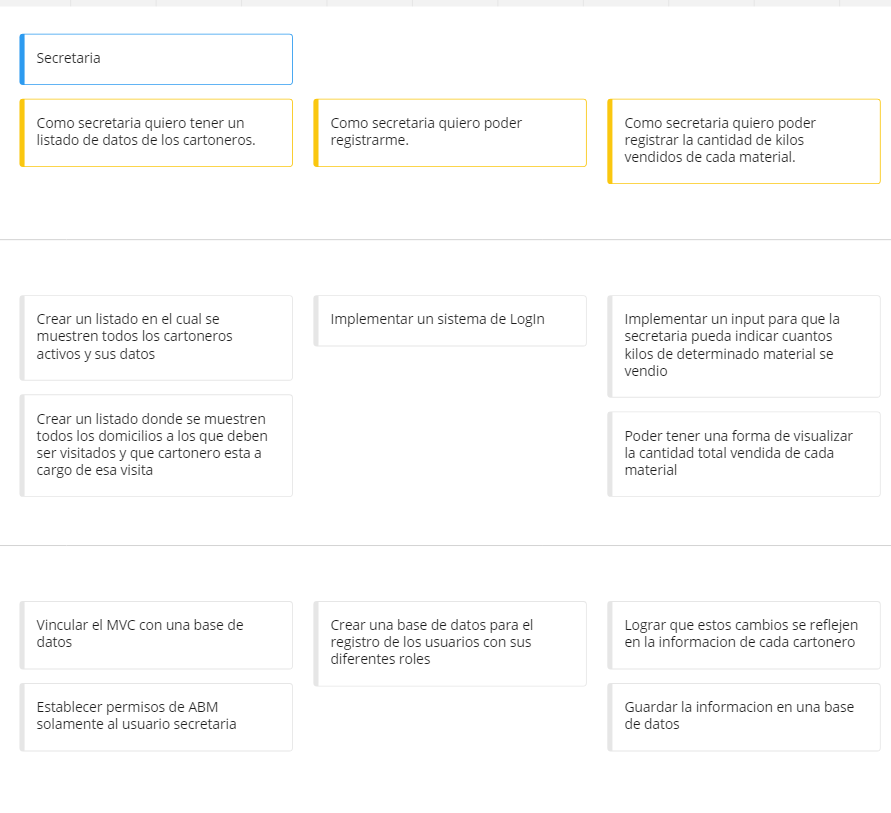 Secretaria
Como secretaria quiero tener un
listado de datos de los cartoneros.
Como secretaria quiero poder
registrarme.
Como secretaria quiero poder
registrar la cantidad de kilos
vendidos de cada material.
Crear un listado en el cual se
muestren todos los cartoneros
activos y sus datos
Implementar un sistema de LogIn
Implementar un input para que la
secretaria pueda indicar cuantos
kilos de determinado material se
vendio
Crear un listado donde se muestren
todos los domicilios a los que deben
ser visitados y que cartonero esta a
cargo de esa visita
Poder tener una forma de visualizar
la cantidad total vendida de cada
material
Vincular el MVC con una base de
datos
Crear una base de datos para el
registro de los usuarios con sus
diferentes roles
Lograr que estos cambios se reflejen
en la informacion de cada cartonero
Establecer permisos de ABM
solamente al usuario secretaria
Guardar la informacion en una base
de datos